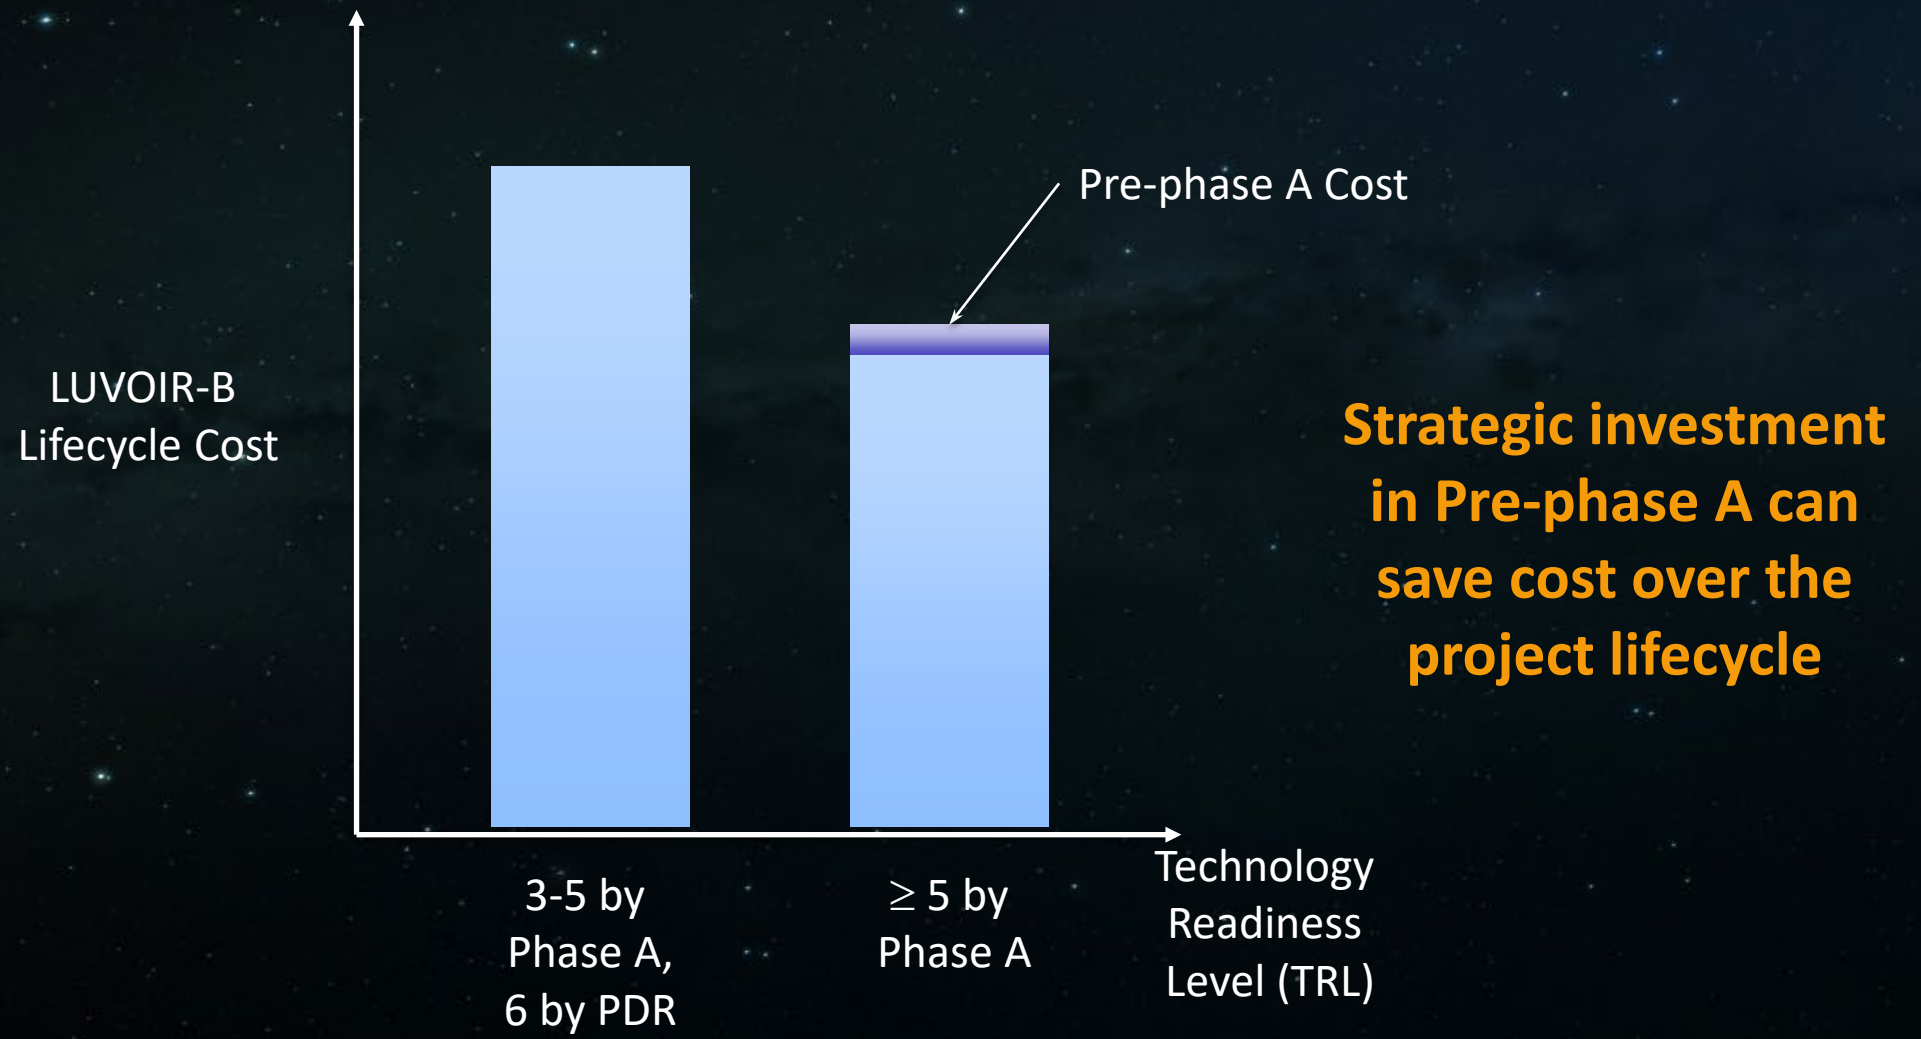 Pre-phase A Cost
LUVOIR-B
Lifecycle Cost
Strategic investment
in Pre-phase A can
save cost over the
project lifecycle
3-5 by
Phase A,
6 by PDR
≥ 5 by
Phase A
Technology
Readiness
Level (TRL)